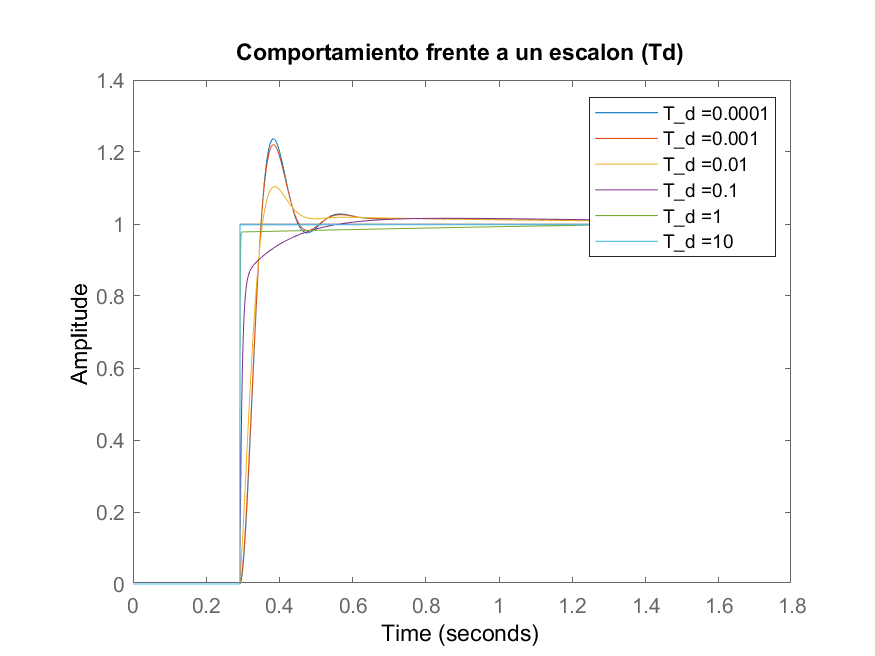 Comportamiento frente a un escalon (Td)
1.4
1.2
1
0.8
0.6
0.4
0.2
0
Amplitude
T_d =0.0001
T_d =0.001
T_d =0.01
T_d =0.1
T_d =1
T_d =10
0 0.2 0.4 0.6 0.8 1 1.2 1.4 1.6 1.8
Time (seconds)